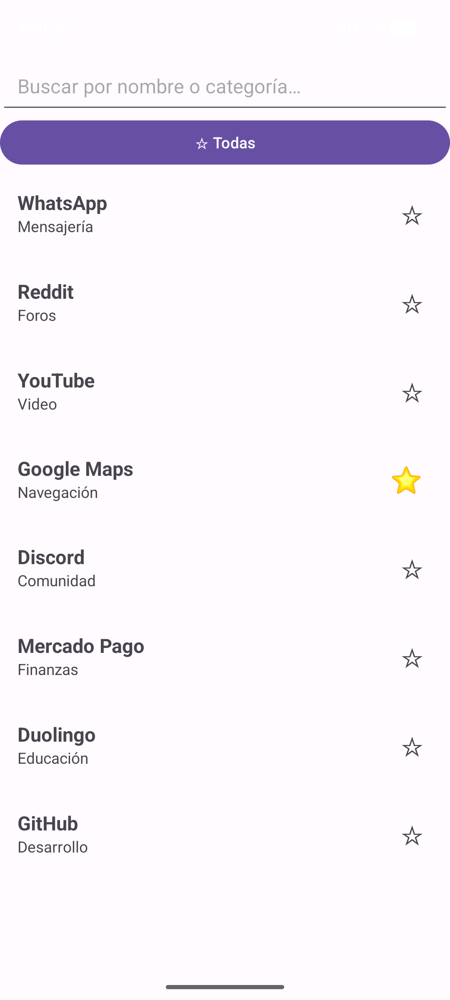 Buscar por nombre o categoría...
☆ Todas
WhatsApp
Mensajería
☆
Reddit
Foros
☆
YouTube
Video
☆
Google Maps
Navegación
⭐
Discord
Comunidad
☆
Mercado Pago
Finanzas
☆
Duolingo
Educación
☆
GitHub
Desarrollo
☆